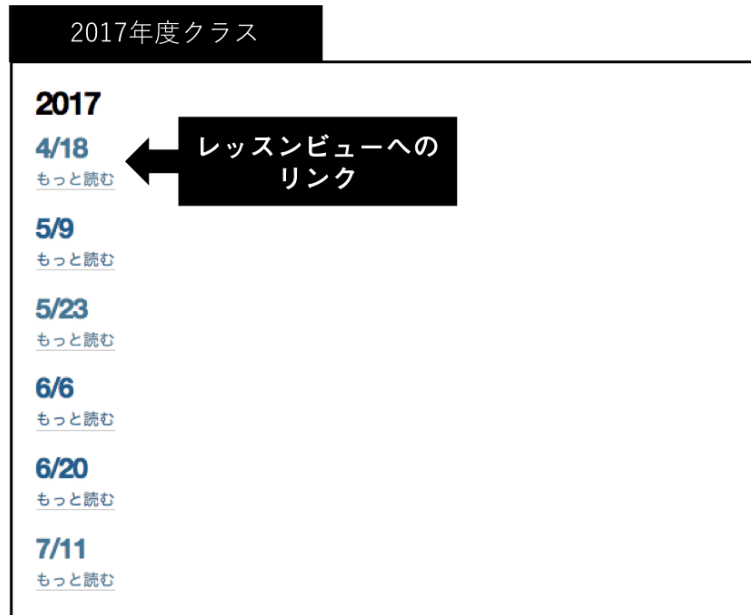 2017年度クラス
2017
4/18
もっと読む
レッスンビューへの
リンク
5/9
もっと読む
5/23
もっと読む
6/6
もっと読む
6/20
もっと読む
7/11
もっと読む